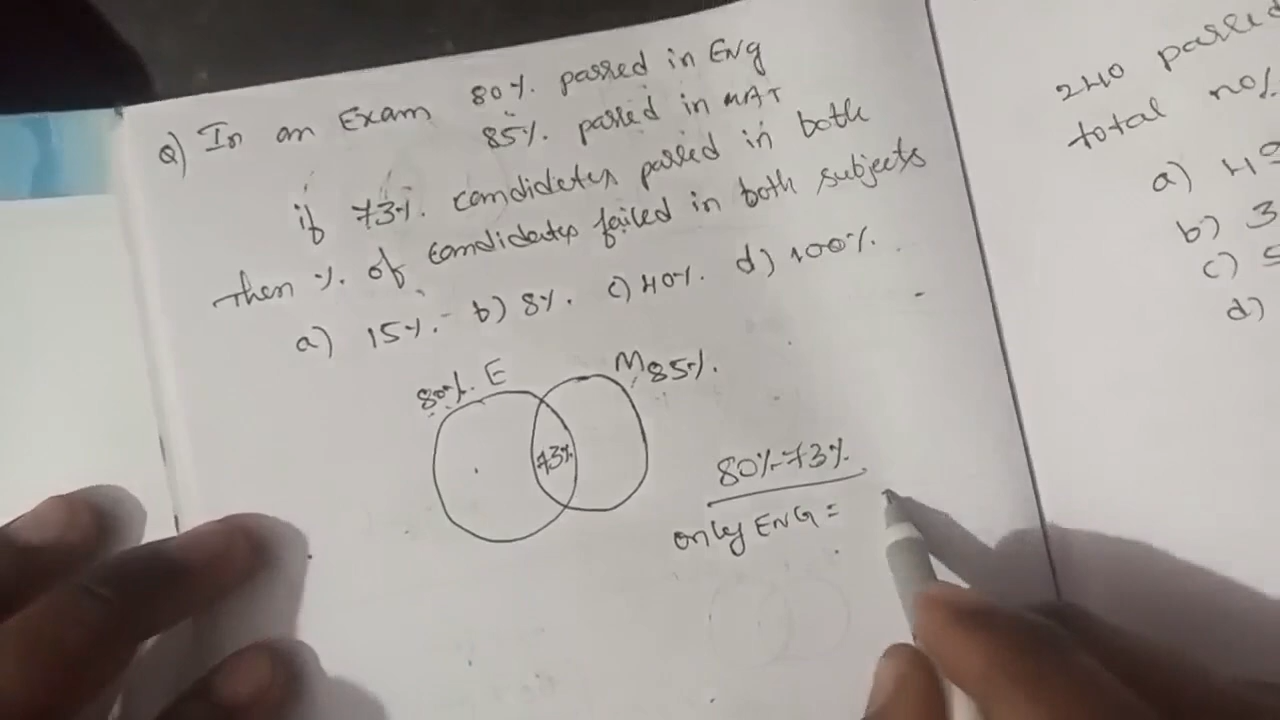 Q) In an Exam 80%. passed in ENG
85%. passed in MAT
if 73%. candidates passed in both
then %. of candidates failed in both subjects
a) 15%. b) 8%. c) 40%. d) 100%.
80%. E
M 85%.
73%
80%-73%.
only ENG =
240 passed
total no%
a) 4
b) 3
c) 5
d)